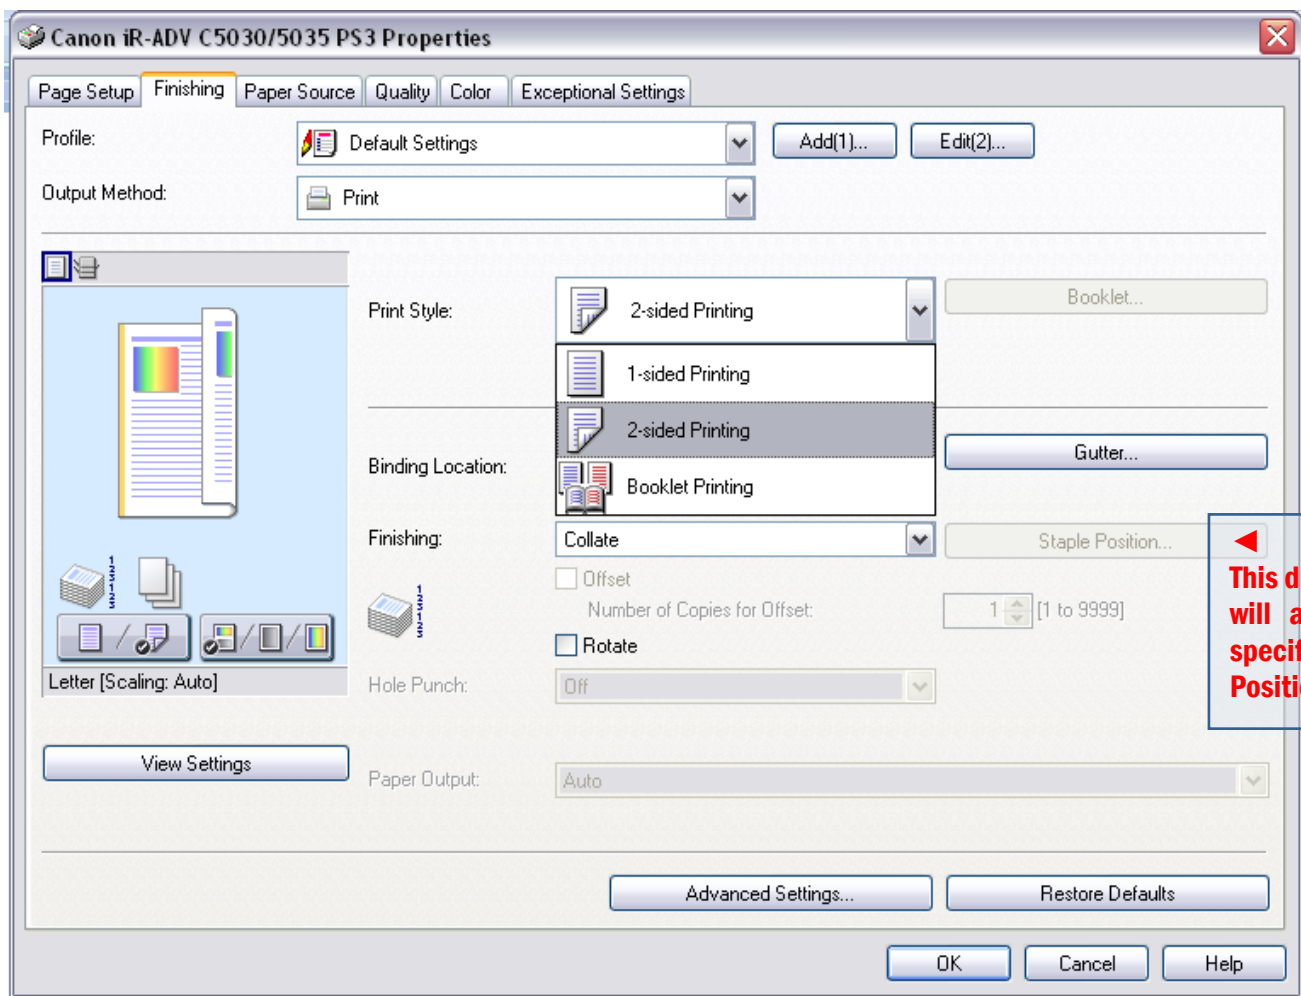 Canon iR-ADV C5030/5035 PS3 Properties
Page Setup Finishing Paper Source Quality Color Exceptional Settings
Profile: Default Settings Add(1)... Edit(2)...
Output Method: Print
Print Style: 2-sided Printing Booklet...
1-sided Printing
2-sided Printing
Binding Location: Gutter...
Booklet Printing
Finishing: Collate Staple Position...
Offset
Number of Copies for Offset: 1 [1 to 9999]
Rotate
Letter [Scaling: Auto]
Hole Punch: Off
This
will
View Settings
Paper Output: Auto
Advanced Settings... Restore Defaults
OK Cancel Help